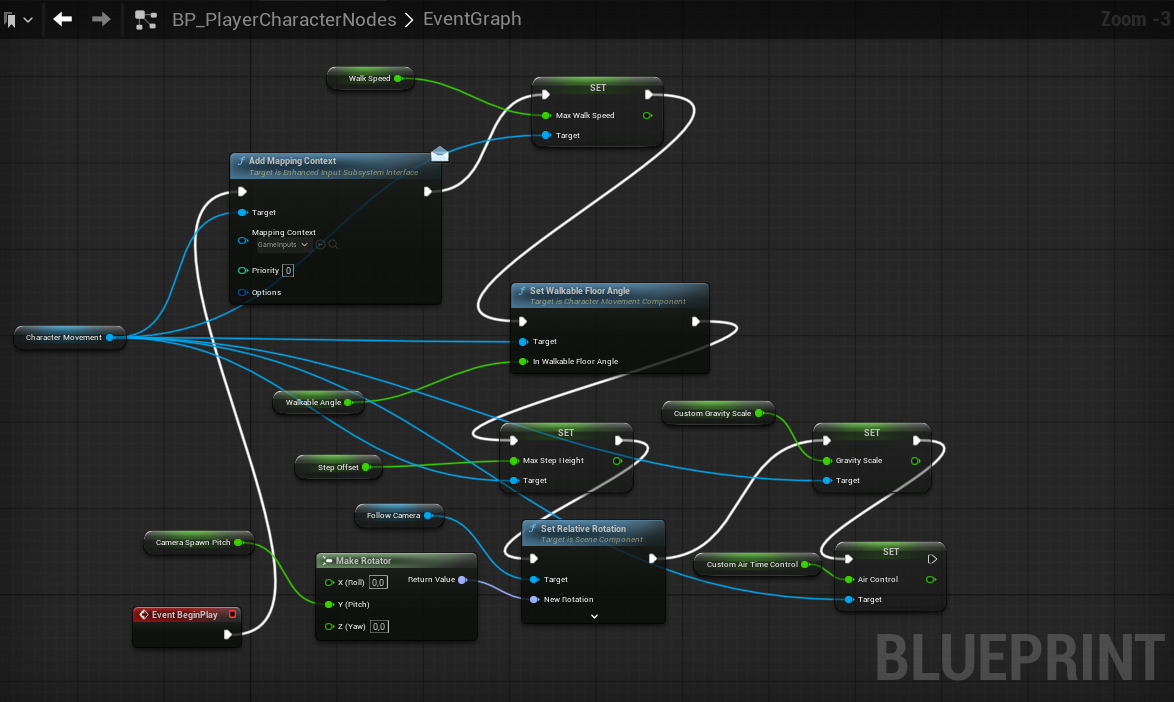 BP_PlayerCharacterNodes > EventGraph
Zoom -3
Walk Speed
SET
Max Walk Speed
Target
Add Mapping Context
Target is Enhanced Input Subsystem Interface
Target
Mapping Context
GameInputs
Priority 0
Options
Character Movement
Set Walkable Floor Angle
Target is Character Movement Component
Target
In Walkable Floor Angle
Walkable Angle
Custom Gravity Scale
SET
Max Step Height
Target
SET
Gravity Scale
Target
Step Offset
Follow Camera
Set Relative Rotation
Target is Scene Component
Target
New Rotation
Camera Spawn Pitch
Make Rotator
X (Roll) 0,0
Return Value
Y (Pitch)
Z (Yaw) 0,0
Custom Air Time Control
SET
Air Control
Target
Event BeginPlay
BLUEPRINT